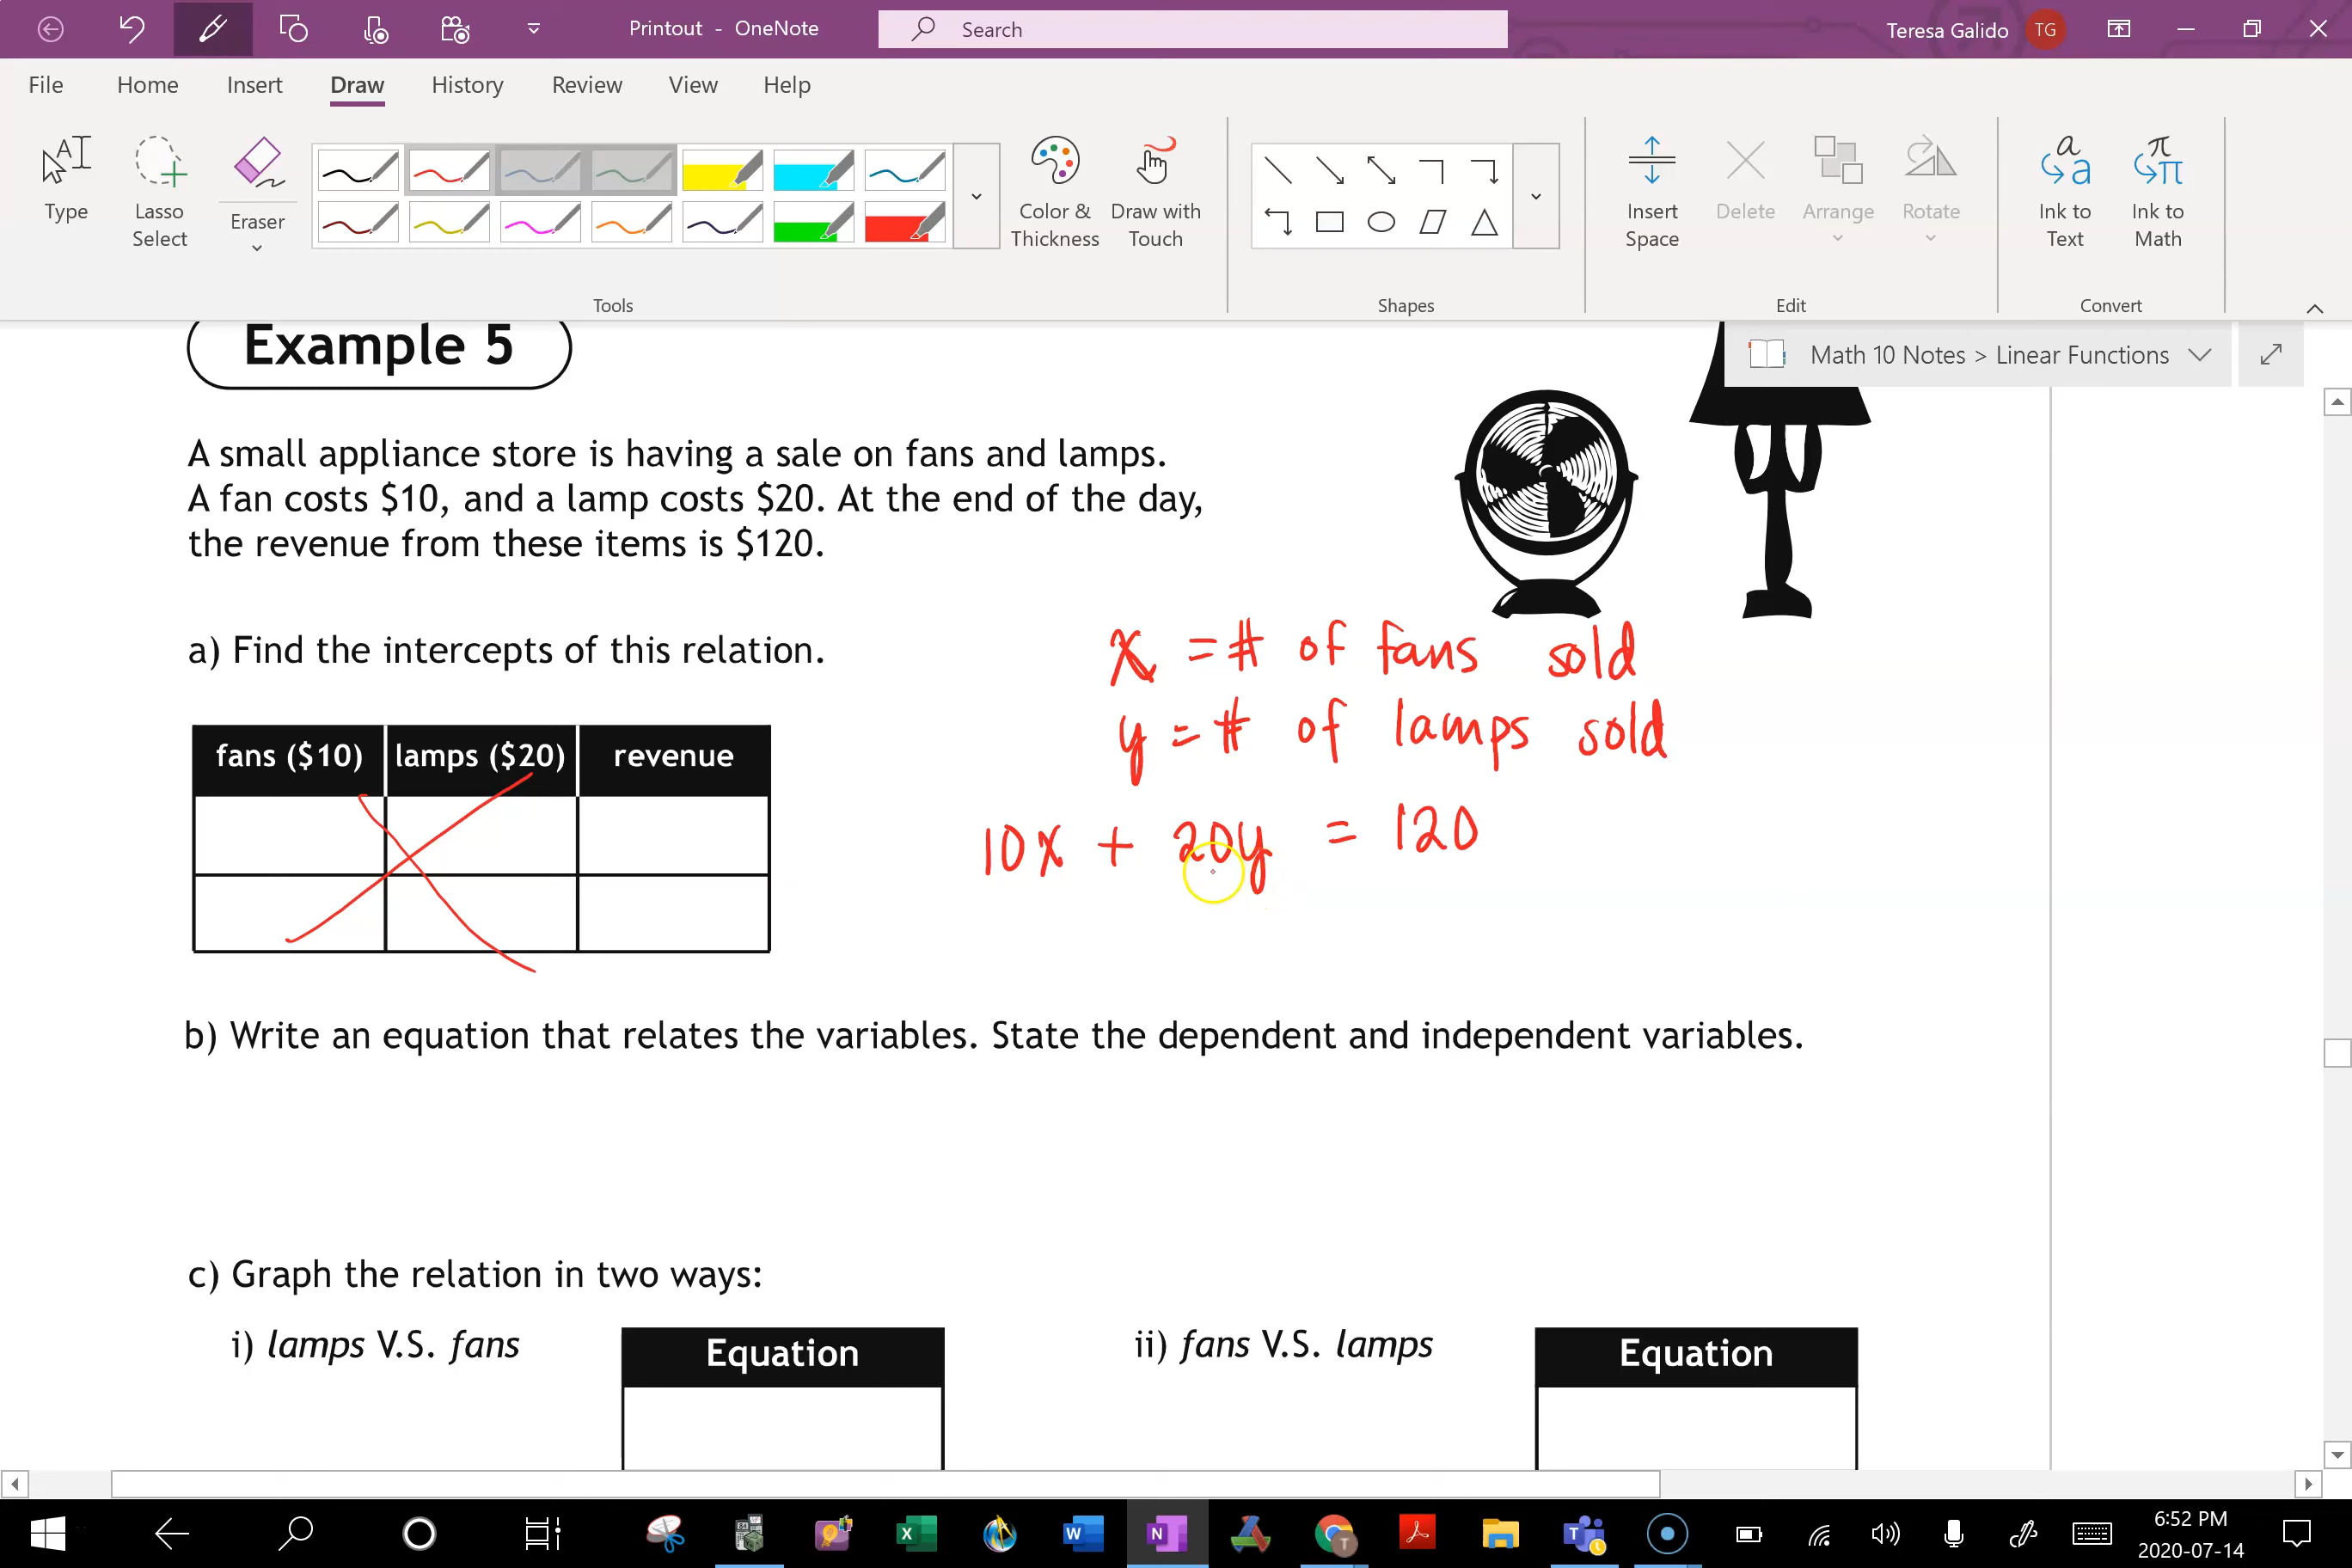 Printout - OneNote
Search
Teresa Galido
TG
File Home Insert Draw History Review View Help
Type
Lasso Select
Eraser
Color & Thickness
Draw with Touch
Insert Space
Delete
Arrange
Rotate
Ink to Text
Ink to Math
Tools
Shapes
Edit
Convert
Example 5
Math 10 Notes > Linear Functions
A small appliance store is having a sale on fans and lamps.
A fan costs $10, and a lamp costs $20. At the end of the day,
the revenue from these items is $120.
a) Find the intercepts of this relation.
x = # of fans sold
y = # of lamps sold
fans ($10) lamps ($20) revenue
10x + 20y = 120
b) Write an equation that relates the variables. State the dependent and independent variables.
c) Graph the relation in two ways:
i) lamps V.S. fans
Equation
ii) fans V.S. lamps
Equation
6:52 PM
2020-07-14